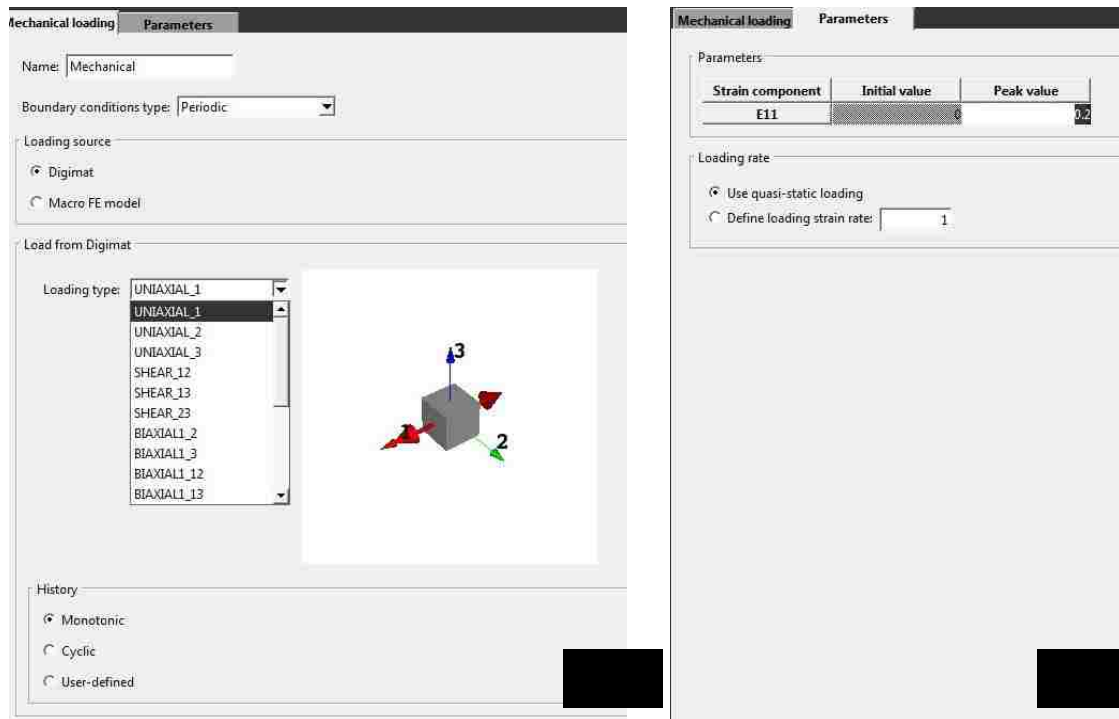 Mechanical loading Parameters
Name: Mechanical
Boundary conditions type: Periodic
Loading source
Digimat
Macro FE model
Load from Digimat
Loading type: UNIAXIAL_1
UNIAXIAL_1
UNIAXIAL_2
UNIAXIAL_3
SHEAR_12
SHEAR_13
SHEAR_23
BIAXIAL1_2
BIAXIAL1_3
BIAXIAL1_12
BIAXIAL1_13
3
1
2
History
Monotonic
Cyclic
User-defined
Mechanical loading Parameters
Parameters
Strain component Initial value Peak value
E11 0 0.2
Loading rate
Use quasi-static loading
Define loading strain rate: 1